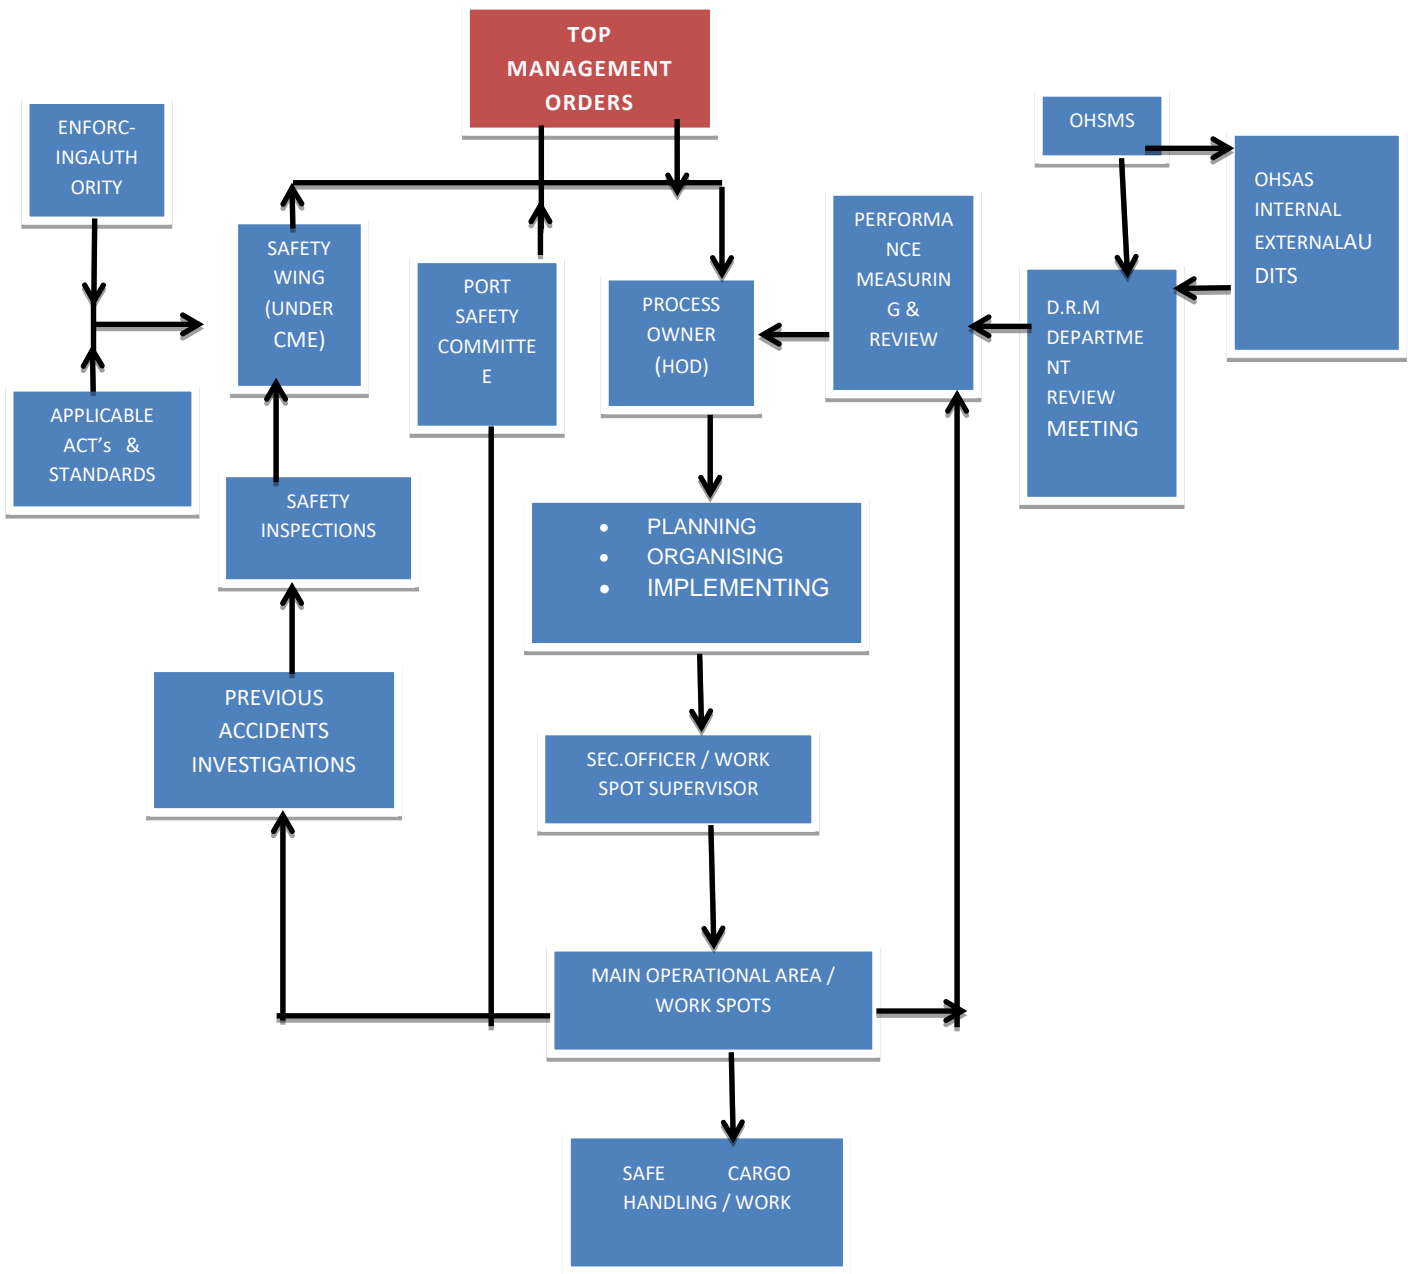 TOP
MANAGEMENT
ORDERS
ENFORC-
INGAUTH
ORITY
OHSMS
OHSAS
INTERNAL
EXTERNALAU
DITS
SAFETY
WING
(UNDER
CME)
PORT
SAFETY
COMMITTE
E
PROCESS
OWNER
(HOD)
PERFORMA
NCE
MEASURIN
G &
REVIEW
D.R.M
DEPARTME
NT
REVIEW
MEETING
APPLICABLE
ACT's &
STANDARDS
SAFETY
INSPECTIONS
• PLANNING
• ORGANISING
• IMPLEMENTING
PREVIOUS
ACCIDENTS
INVESTIGATIONS
SEC.OFFICER / WORK
SPOT SUPERVISOR
MAIN OPERATIONAL AREA /
WORK SPOTS
SAFE CARGO
HANDLING / WORK